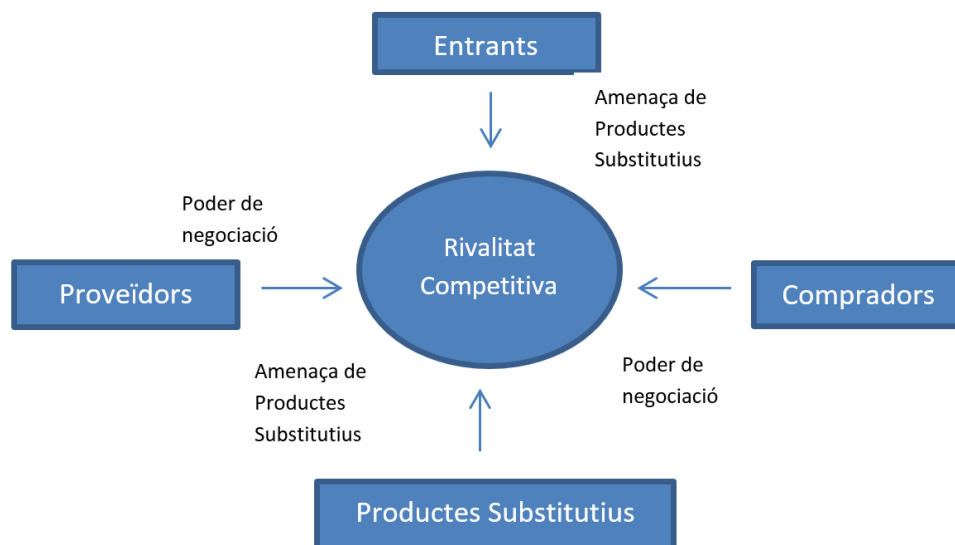 Entrants
Amenaça de
Productes
Substitutius
Poder de
negociació
Rivalitat
Competitiva
Proveïdors
Compradors
Amenaça de
Productes
Substitutius
Poder de
negociació
Productes Substitutius